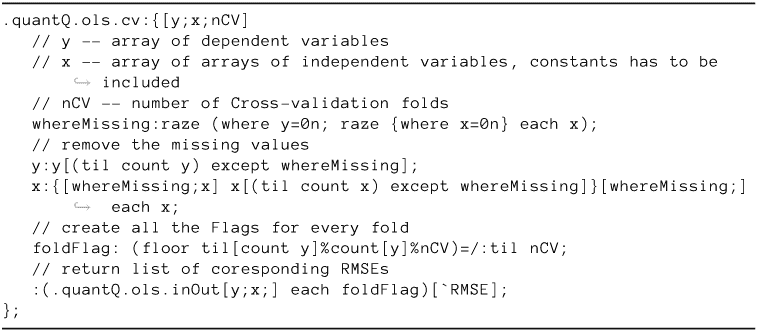 .quantQ.ols.cv:{[y;x;nCV]
// y -- array of dependent variables
// x -- array of arrays of independent variables, constants has to be
↪ included
// nCV -- number of Cross-validation folds
whereMissing:raze (where y=0n; raze {where x=0n} each x);
// remove the missing values
y:y[(til count y) except whereMissing];
x:{[whereMissing;x] x[(til count x) except whereMissing]}[whereMissing;]
↪ each x;
// create all the Flags for every fold
foldFlag: (floor til[count y]%count[y]%nCV)=/:til nCV;
// return list of coresponding RMSEs
:(.quantQ.ols.inOut[y;x;] each foldFlag)[`RMSE];
};